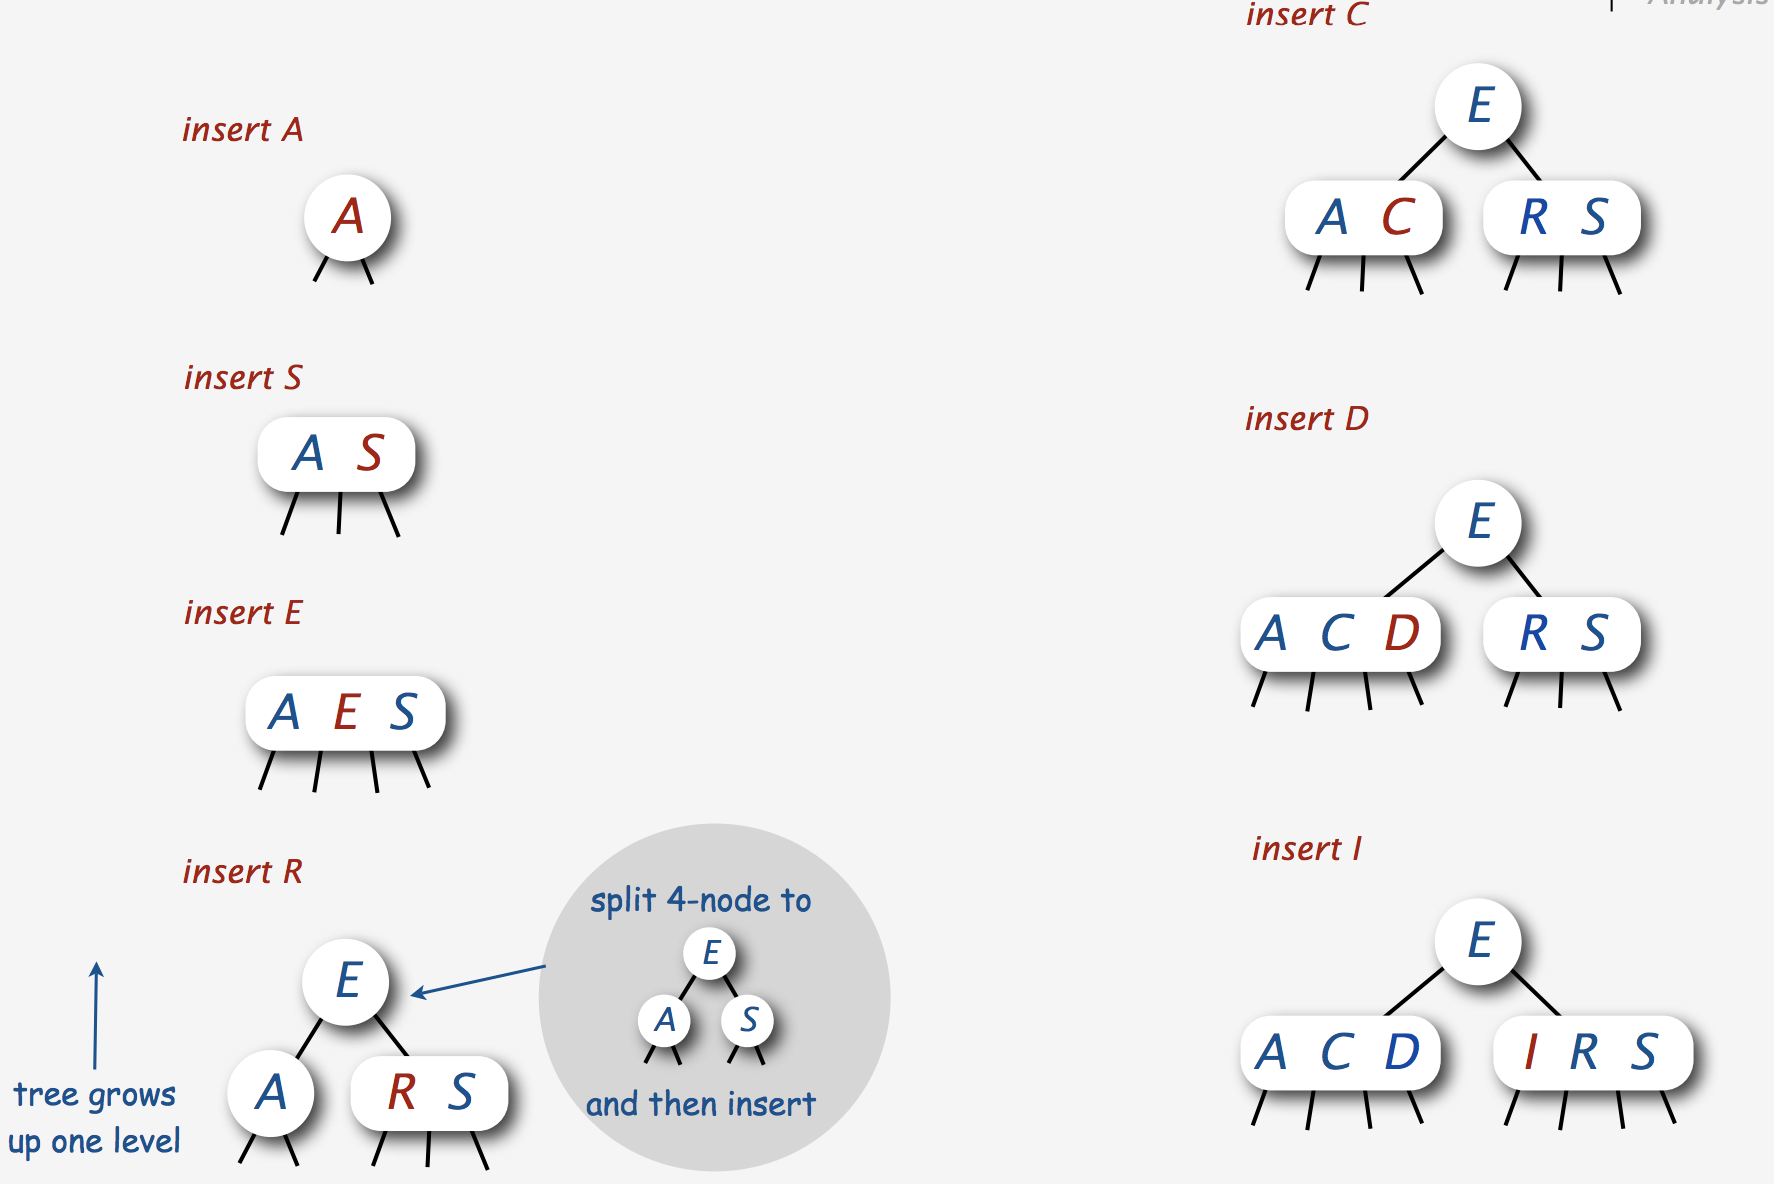 insert A
A
insert S
A S
insert E
A E S
insert R
E
A R S
tree grows
up one level
split 4-node to
E
A S
and then insert
Analysis
insert C
E
A C R S
insert D
E
A C D R S
insert I
E
A C D I R S